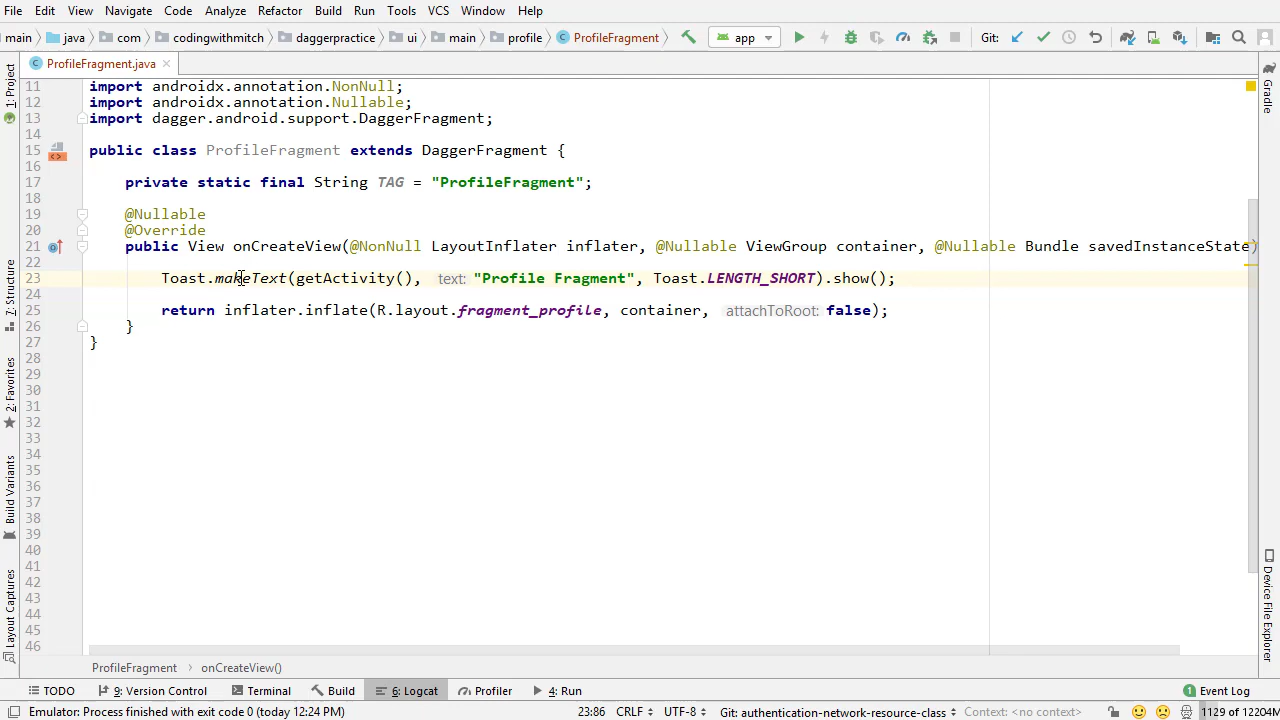 File Edit View Navigate Code Analyze Refactor Build Run Tools VCS Window Help
main java com codingwithmitch daggerpractice ui main profile ProfileFragment app Git:
ProfileFragment.java
1: Project
Z: Structure
2: Favorites
Build Variants
Layout Captures
Gradle
Device File Explorer
11 import androidx.annotation.NonNull;
12 import androidx.annotation.Nullable;
13 import dagger.android.support.DaggerFragment;
14
15 public class ProfileFragment extends DaggerFragment {
16
17 private static final String TAG = "ProfileFragment";
18
19 @Nullable
20 @Override
21 public View onCreateView(@NonNull LayoutInflater inflater, @Nullable ViewGroup container, @Nullable Bundle savedInstanceState)
22
23 Toast.makeText(getActivity(), text: "Profile Fragment", Toast.LENGTH_SHORT).show();
24
25 return inflater.inflate(R.layout.fragment_profile, container, attachToRoot: false);
26 }
27 }
28
29
30
31
32
33
34
35
36
37
38
39
40
41
42
43
44
45
46
ProfileFragment › onCreateView()
TODO 9: Version Control Terminal Build 6: Logcat Profiler 4: Run 1 Event Log
Emulator: Process finished with exit code 0 (today 12:24 PM) 23:86 CRLF UTF-8 Git: authentication-network-resource-class Context: <no context> 1129 of 12204M